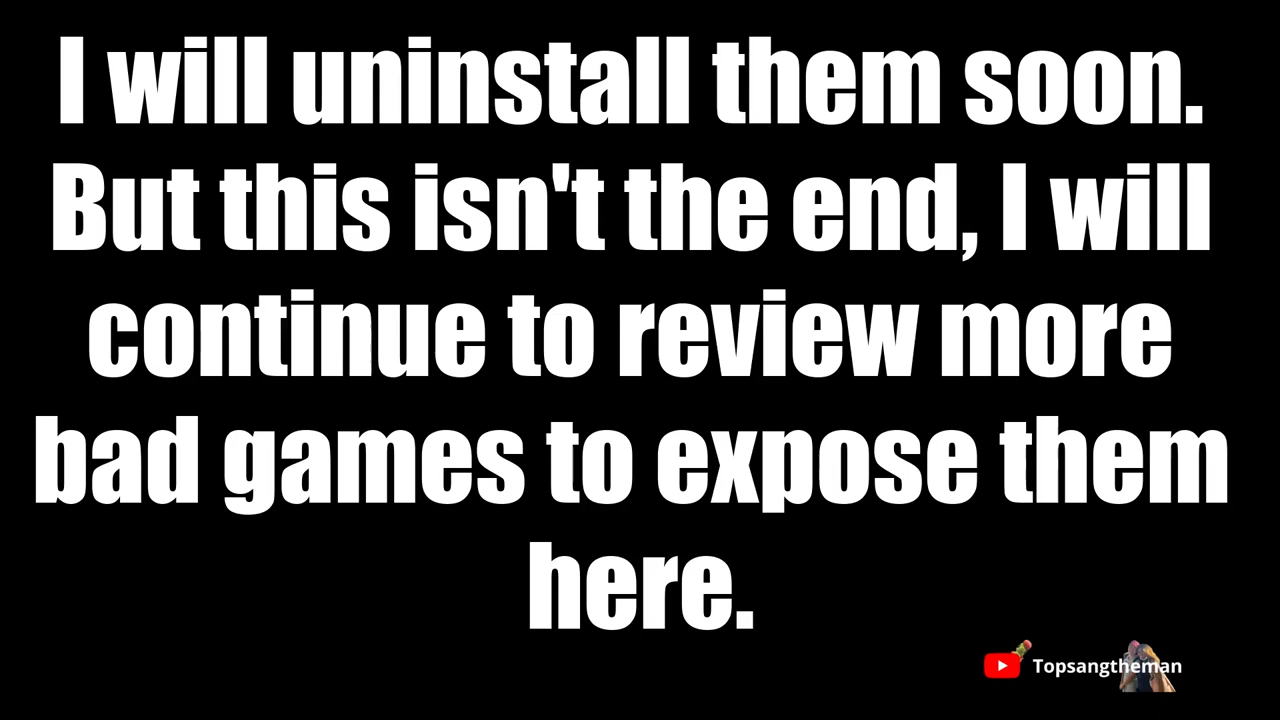 I will uninstall them soon.
But this isn't the end, I will
continue to review more
bad games to expose them
here.
Topsangtheman